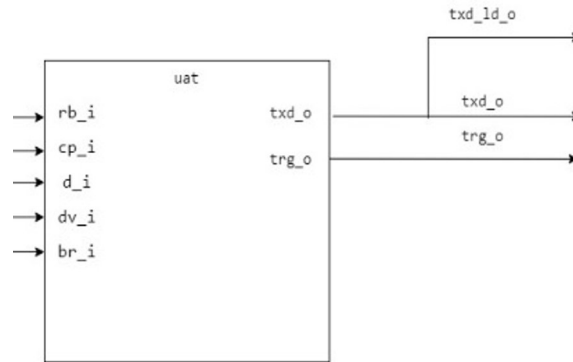 txd_ld_o
uat
rb_i
txd_o
txd_o
cp_i
trg_o
trg_o
d_i
dv_i
br_i